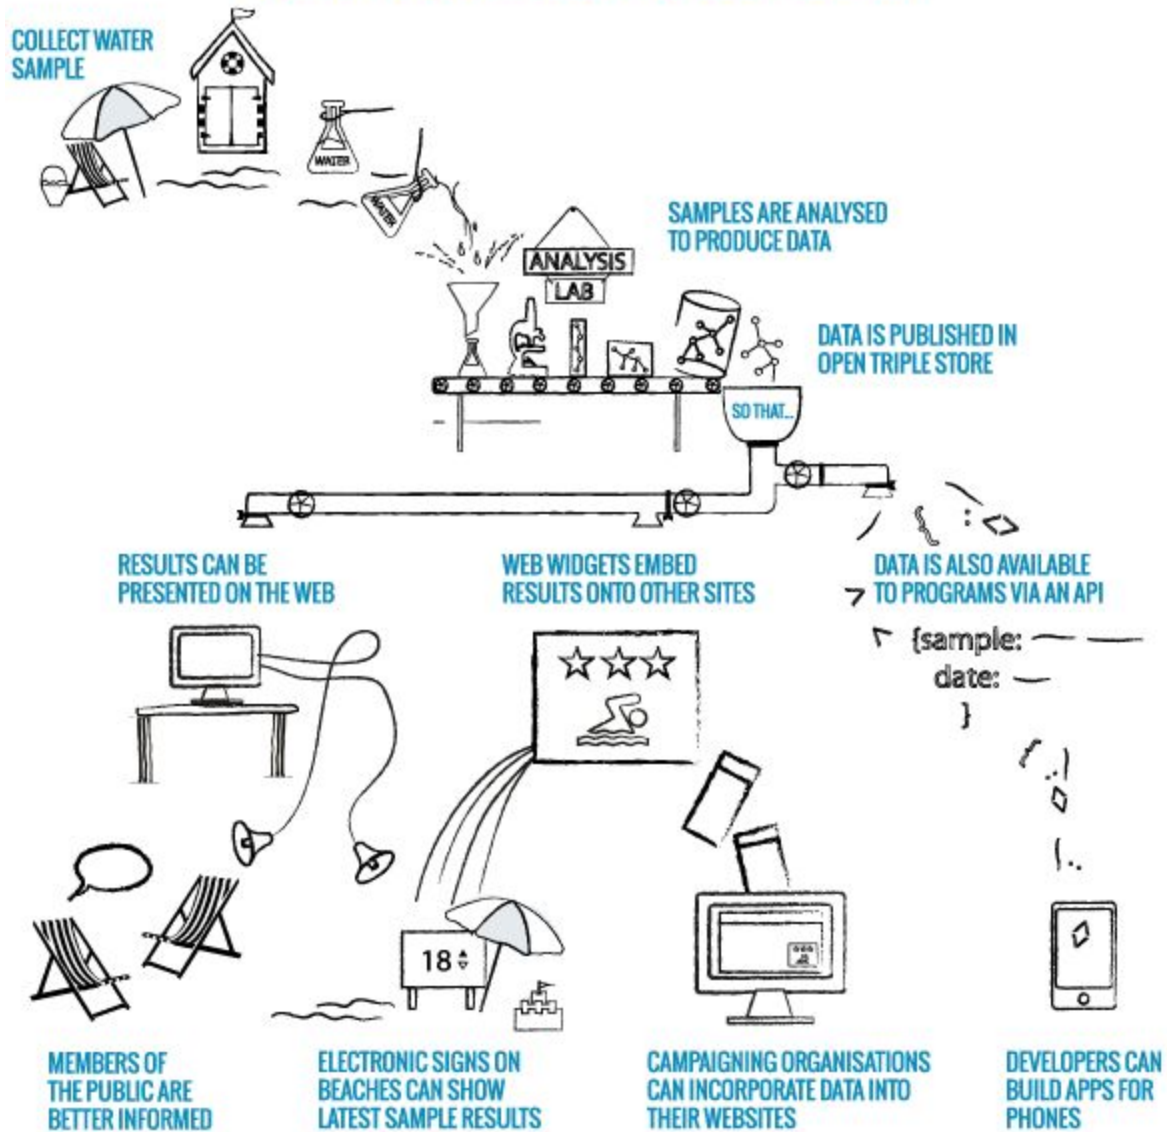 COLLECT WATER
SAMPLE
WATER
WATER
SAMPLES ARE ANALYSED
TO PRODUCE DATA
ANALYSIS
LAB
DATA IS PUBLISHED IN
OPEN TRIPLE STORE
SO THAT...
RESULTS CAN BE
PRESENTED ON THE WEB
WEB WIDGETS EMBED
RESULTS ONTO OTHER SITES
DATA IS ALSO AVAILABLE
TO PROGRAMS VIA AN API
{sample:
date:
}
18
MEMBERS OF
THE PUBLIC ARE
BETTER INFORMED
ELECTRONIC SIGNS ON
BEACHES CAN SHOW
LATEST SAMPLE RESULTS
CAMPAIGNING ORGANISATIONS
CAN INCORPORATE DATA INTO
THEIR WEBSITES
DEVELOPERS CAN
BUILD APPS FOR
PHONES